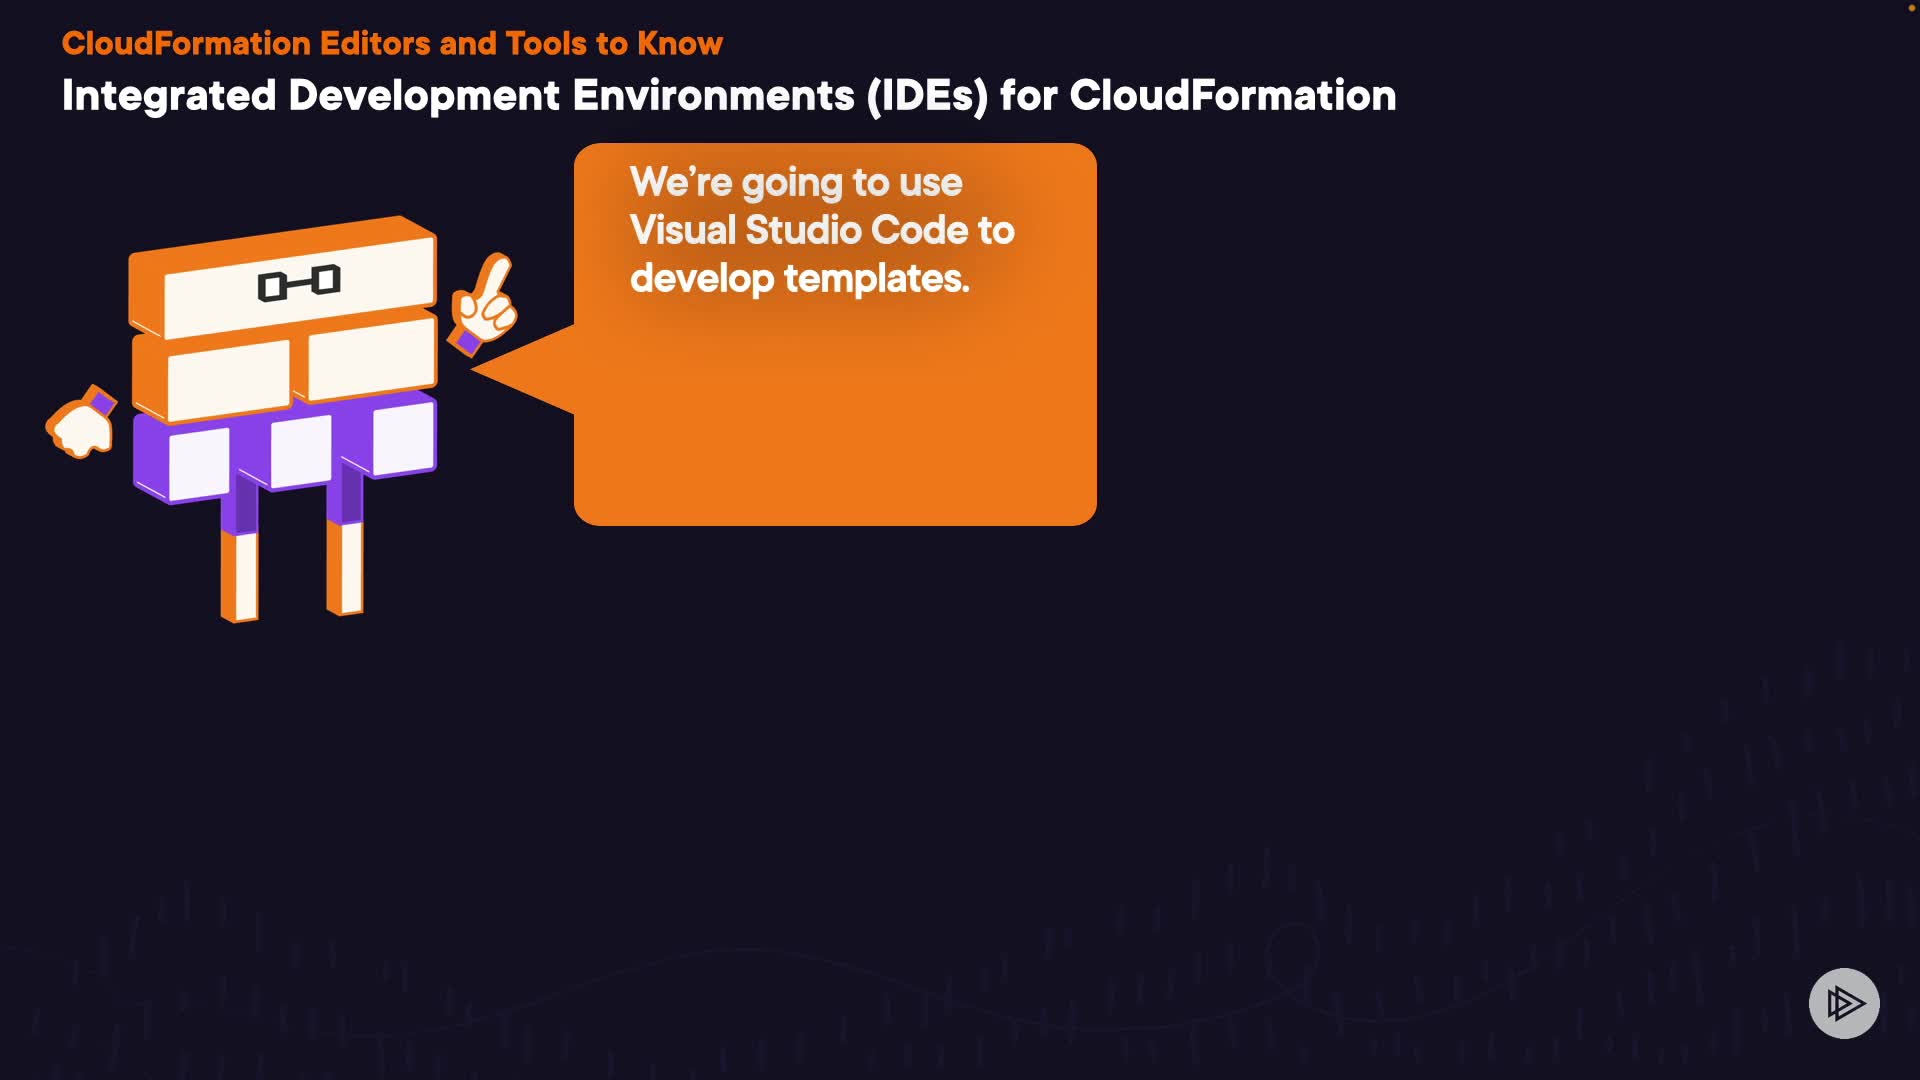 CloudFormation Editors and Tools to Know
Integrated Development Environments (IDEs) for CloudFormation
We’re going to use
Visual Studio Code to
develop templates.